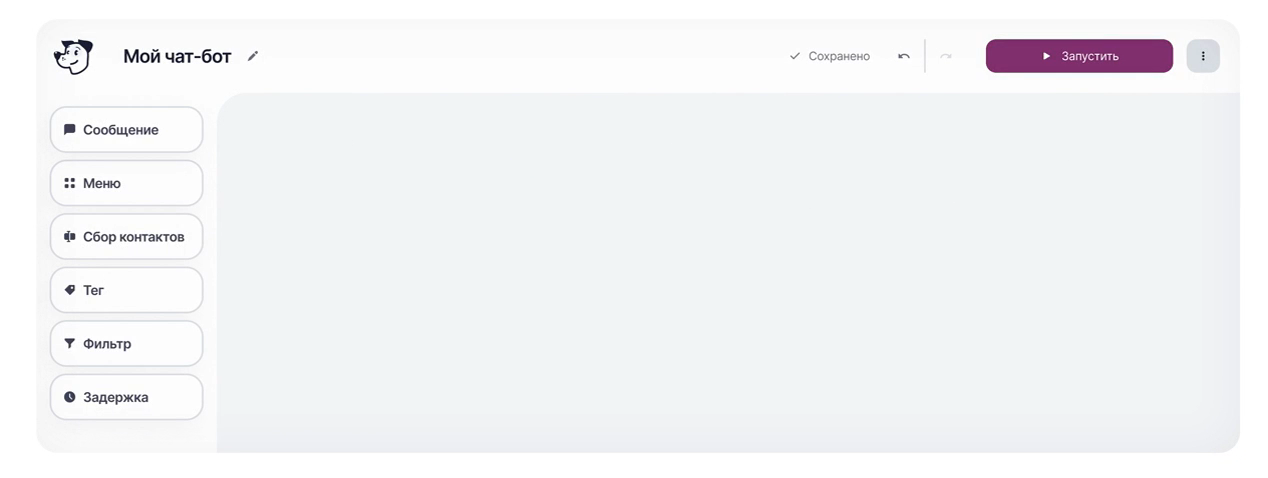 Мой чат-бот
Сохранено
Запустить
Сообщение
Меню
Сбор контактов
Тег
Фильтр
Задержка